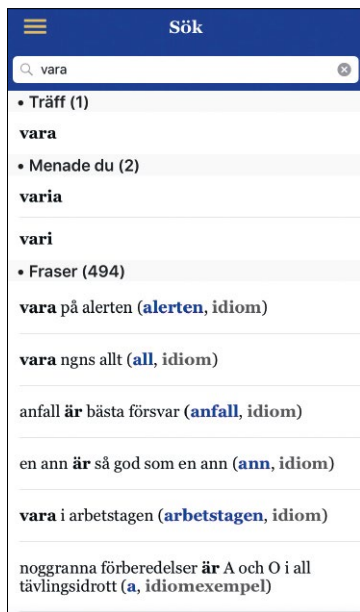 Sök
vara
• Träff (1)
vara
• Menade du (2)
varia
vari
• Fraser (494)
vara på alerten (alerten, idiom)
vara ngns allt (all, idiom)
anfall är bästa försvar (anfall, idiom)
en ann är så god som en ann (ann, idiom)
vara i arbetstagen (arbetstagen, idiom)
noggranna förberedelser är A och O i all
tävlingsidrott (a, idiomexempel)